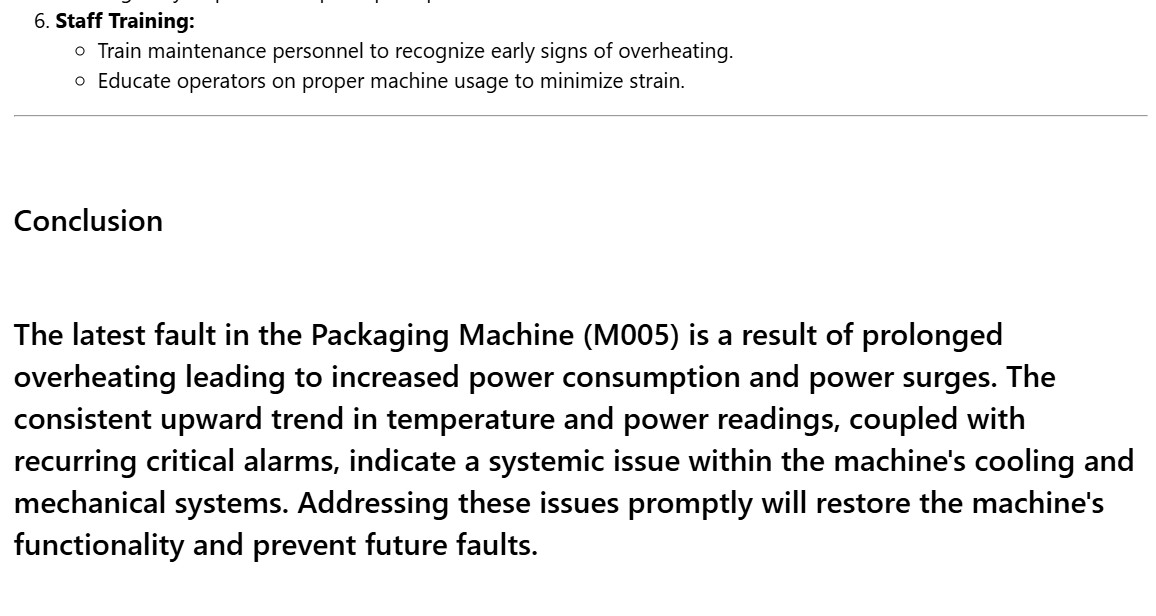 6. Staff Training:
Train maintenance personnel to recognize early signs of overheating.
Educate operators on proper machine usage to minimize strain.
Conclusion
The latest fault in the Packaging Machine (M005) is a result of prolonged
overheating leading to increased power consumption and power surges. The
consistent upward trend in temperature and power readings, coupled with
recurring critical alarms, indicate a systemic issue within the machine's cooling and
mechanical systems. Addressing these issues promptly will restore the machine's
functionality and prevent future faults.